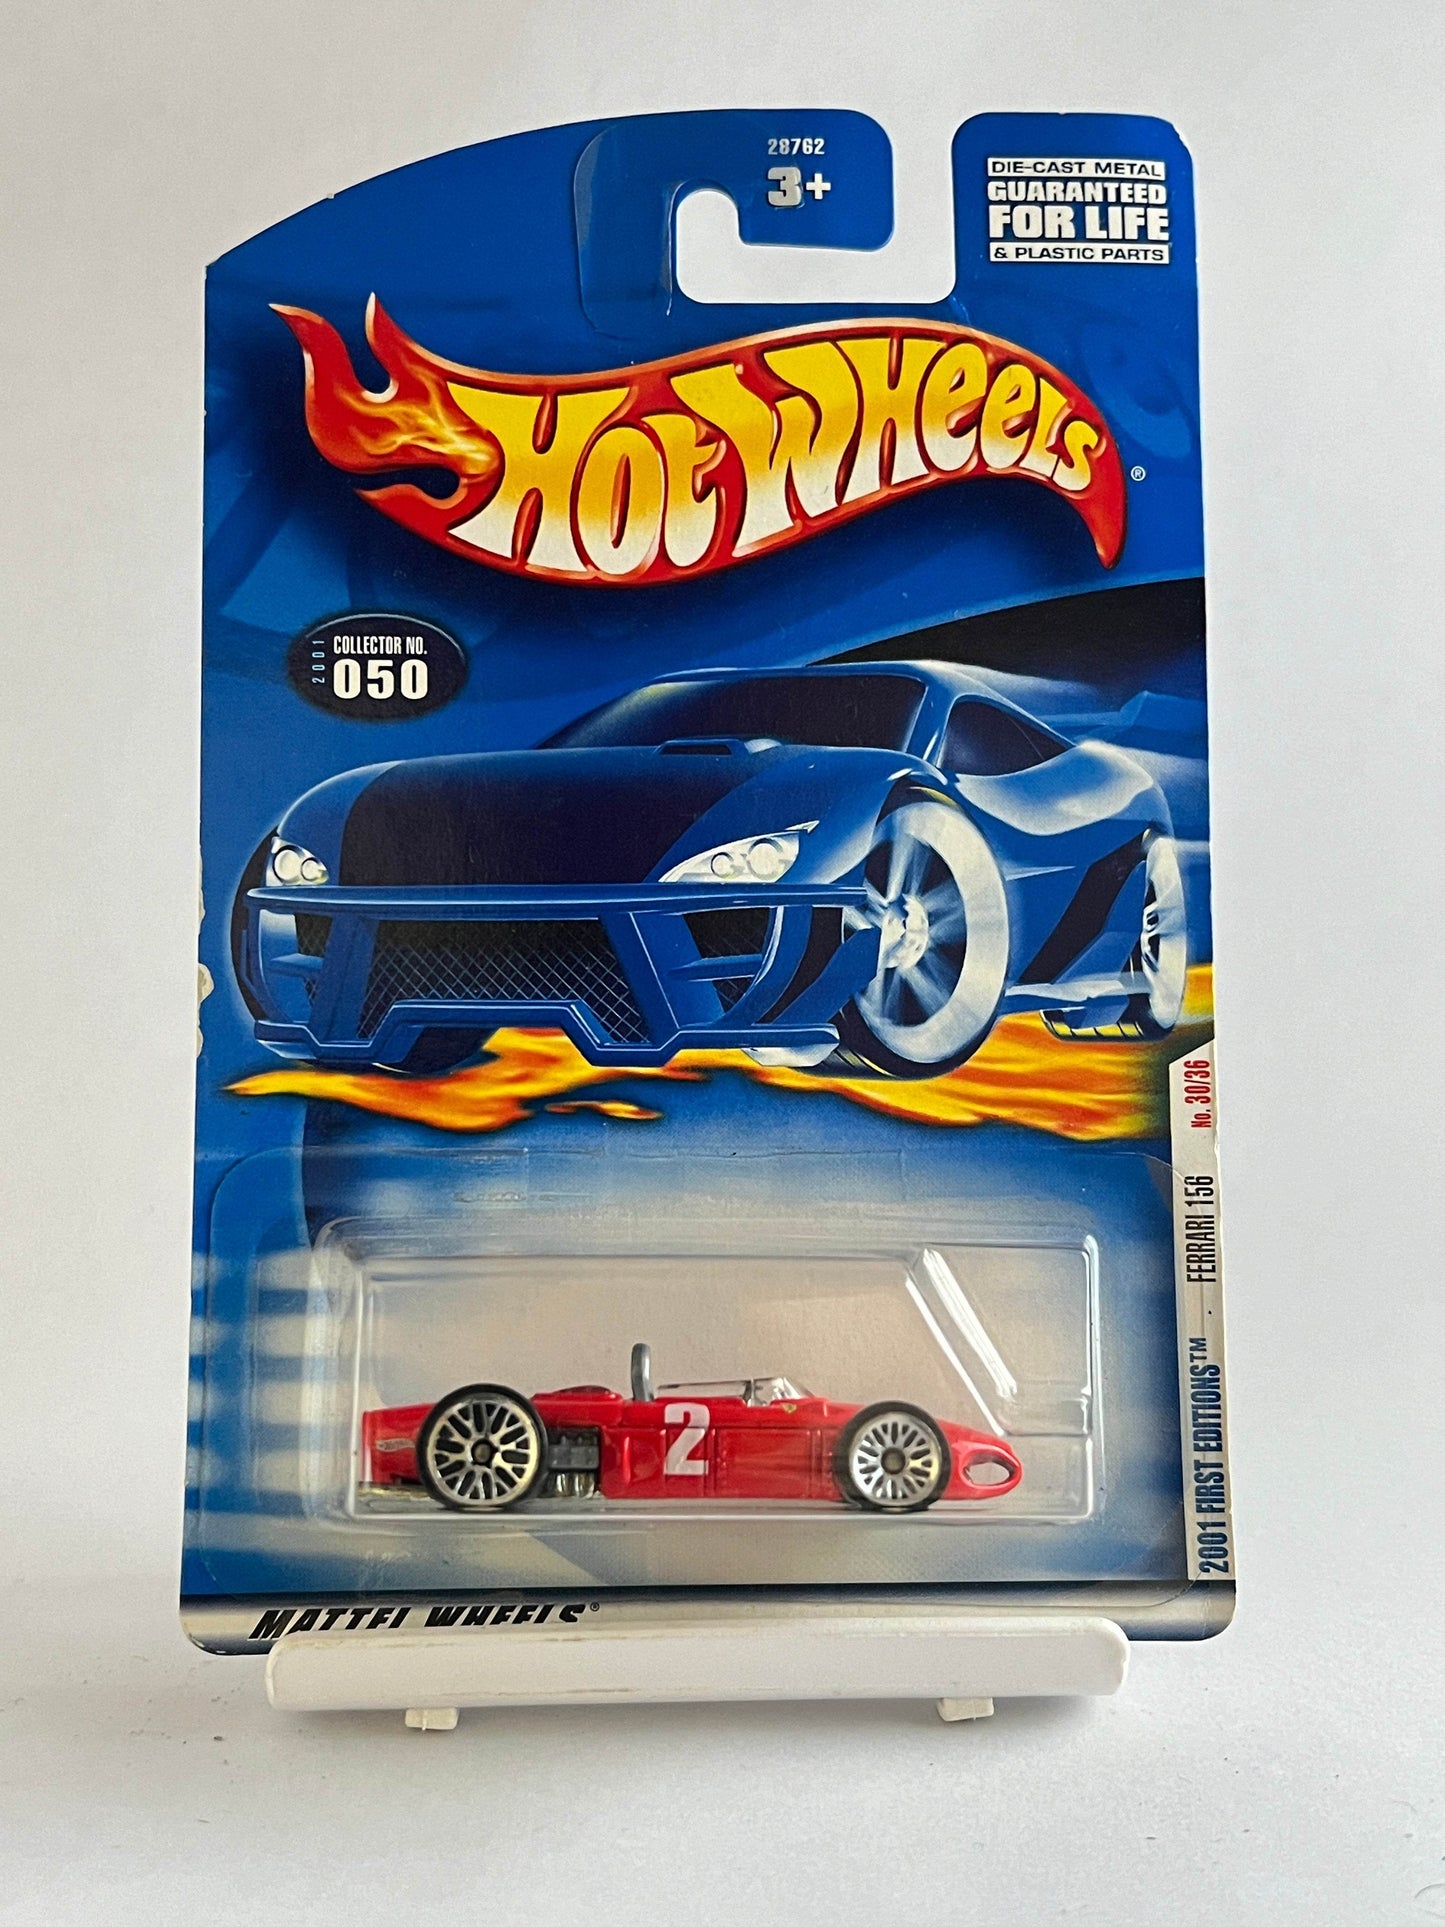 28762
3+
DIE-CAST METAL
GUARANTEED
FOR LIFE
& PLASTIC PARTS
HOT WHEELS®
2001
COLLECTOR NO.
050
2001 FIRST EDITIONS™ FERRARI 156 No. 30/36
2
MATTEL WHEELS®